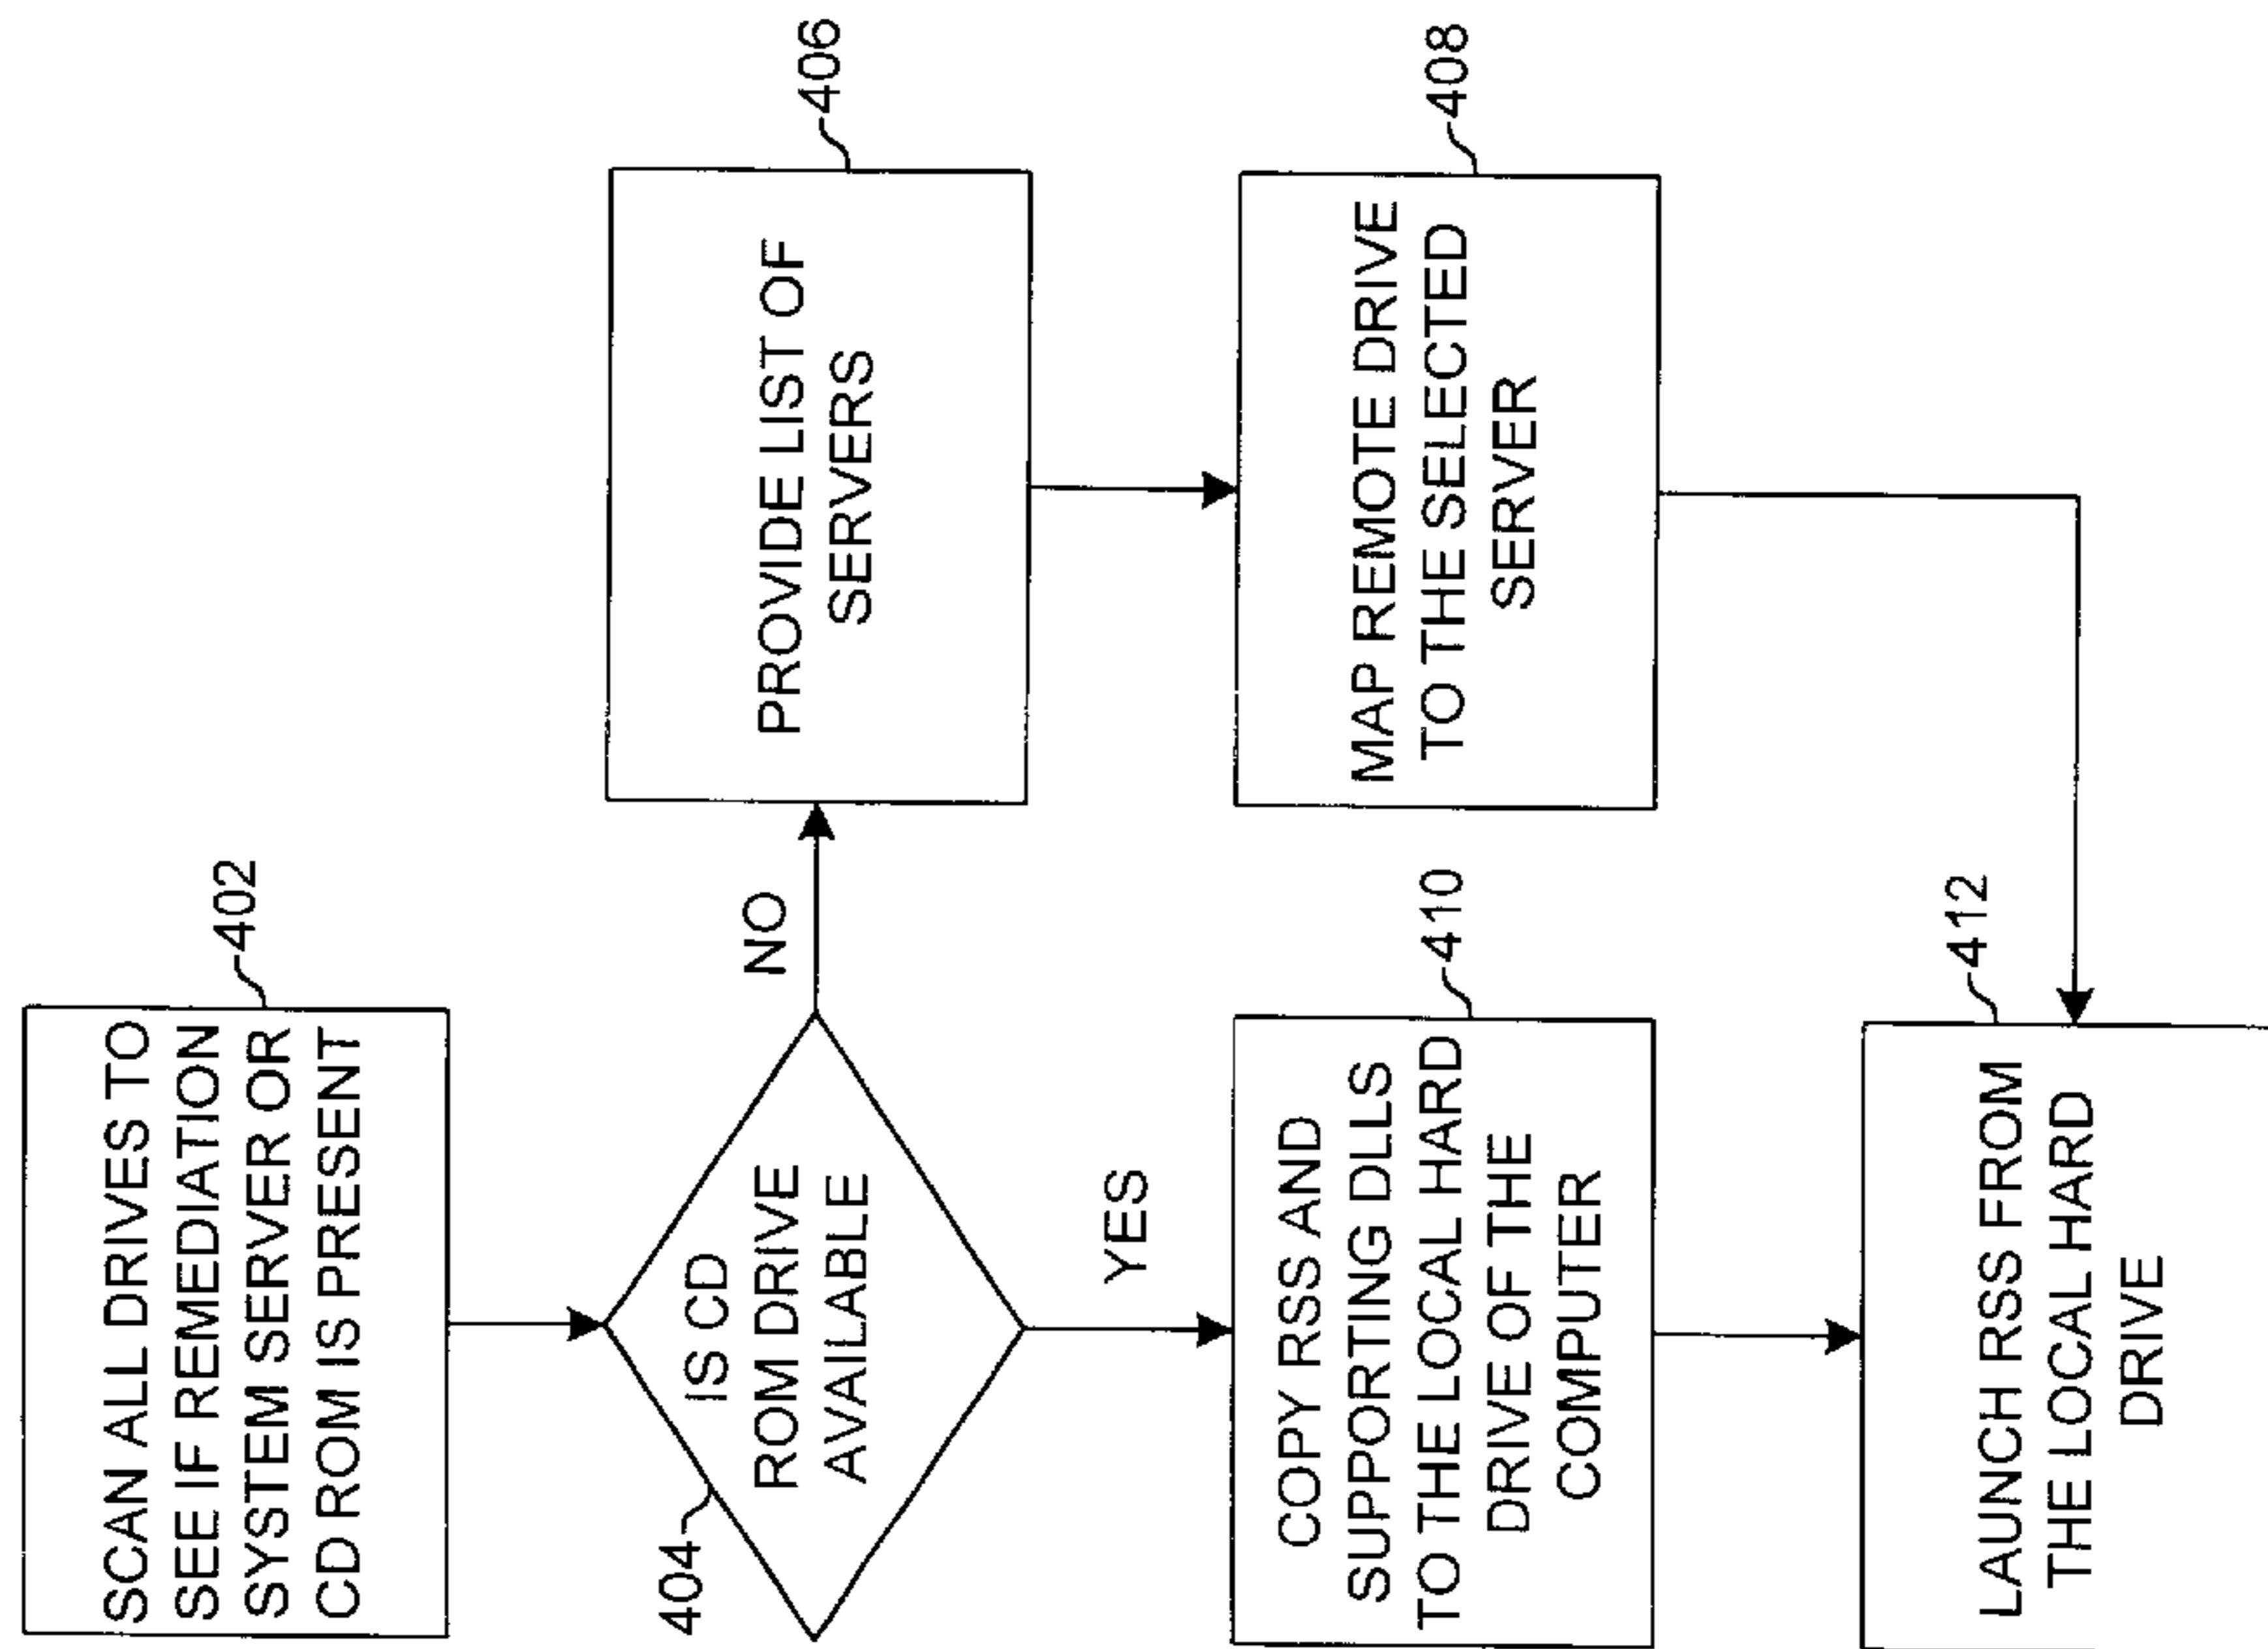 SCAN ALL DRIVES TO
SEE IF REMEDIATION
SYSTEM SERVER OR
CD ROM IS PRESENT
402
404
IS CD
ROM DRIVE
AVAILABLE
NO
YES
PROVIDE LIST OF
SERVERS
406
MAP REMOTE DRIVE
TO THE SELECTED
SERVER
408
COPY RSS AND
SUPPORTING DLLS
TO THE LOCAL HARD
DRIVE OF THE
COMPUTER
410
LAUNCH RSS FROM
THE LOCAL HARD
DRIVE
412